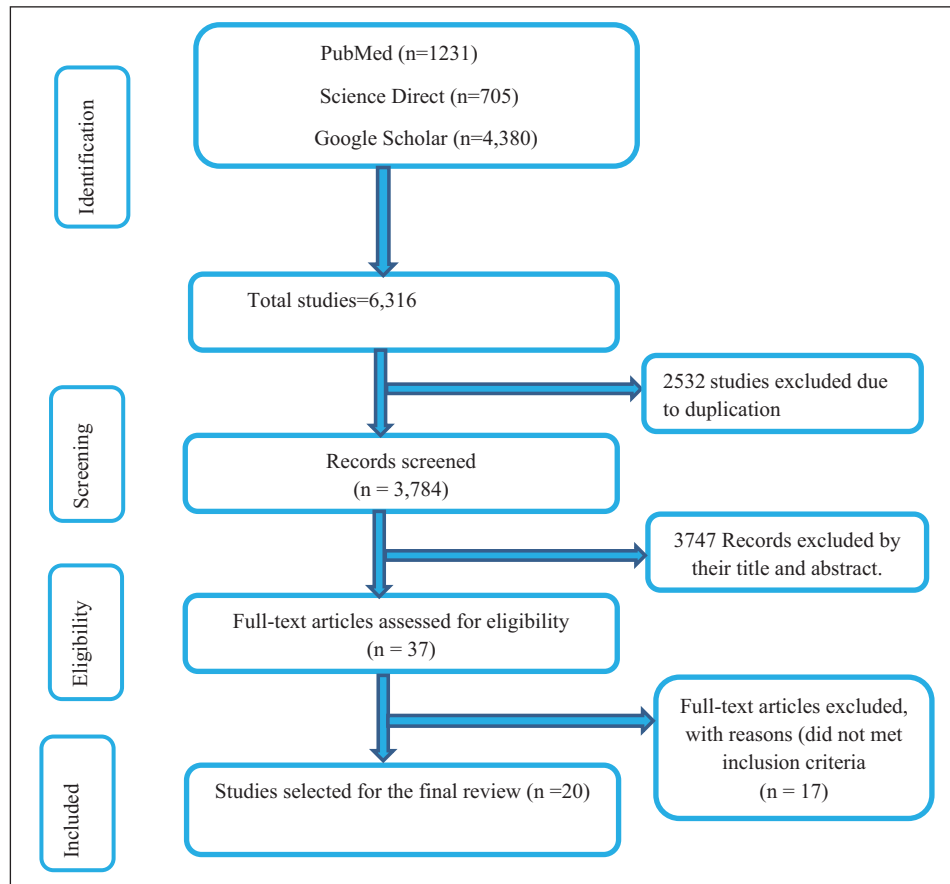 Identification
PubMed (n=1231)
Science Direct (n=705)
Google Scholar (n=4,380)
Total studies=6,316
Screening
2532 studies excluded due
to duplication
Records screened
(n = 3,784)
3747 Records excluded by
their title and abstract.
Eligibility
Full-text articles assessed for eligibility
(n = 37)
Full-text articles excluded,
with reasons (did not met
inclusion criteria
(n = 17)
Included
Studies selected for the final review (n =20)